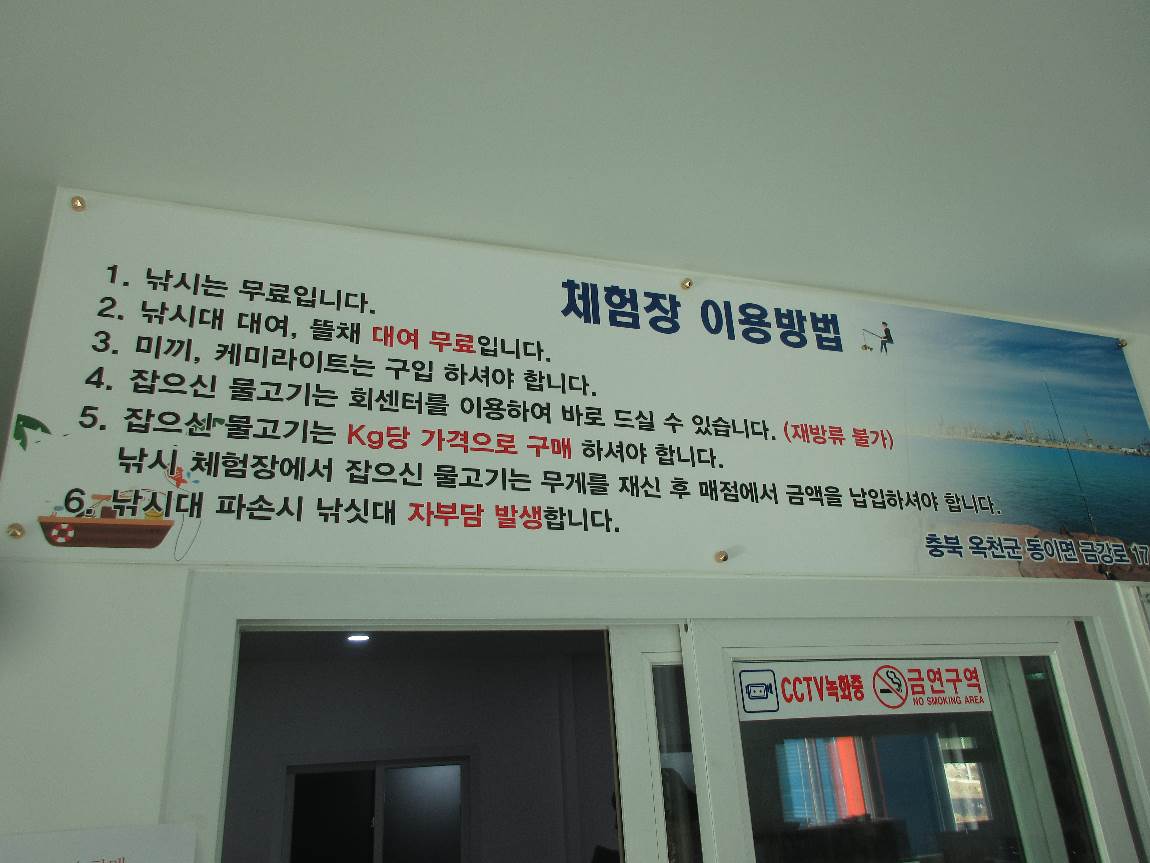 체험장 이용방법
1. 낚시는 무료입니다.
2. 낚시대 대여, 뜰채 대여 무료입니다.
3. 미끼, 케미라이트는 구입 하셔야 합니다.
4. 잡으신 물고기는 회센터를 이용하여 바로 드실 수 있습니다. (재방류 불가)
5. 잡으신 물고기는 Kg당 가격으로 구매 하셔야 합니다.
낚시 체험장에서 잡으신 물고기는 무게를 재신 후 매점에서 금액을 납입하셔야 합니다.
6. 낚시대 파손시 낚싯대 자부담 발생합니다.
충북 옥천군 동이면 금강로 17
CCTV녹화중
금연구역
NO SMOKING AREA